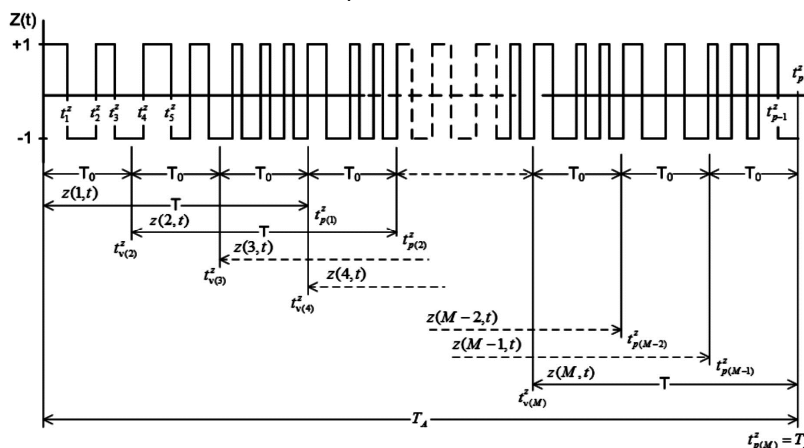 Z(t)
+1
t_p^z
t_1^z t_2^z t_3^z t_4^z t_5^z t_{p-1}^z
-1
T_0 T_0 T_0 T_0 T_0 T_0 T_0
z(1,t) T t_{p(1)}^z
z(2,t) T t_{p(2)}^z
t_{v(2)}^z z(3,t)
t_{v(3)}^z z(4,t)
t_{v(4)}^z
z(M-2,t) t_{p(M-2)}^z
z(M-1,t) t_{p(M-1)}^z
z(M,t) T
t_{v(M)}^z
T_A
t_{p(M)}^z = T